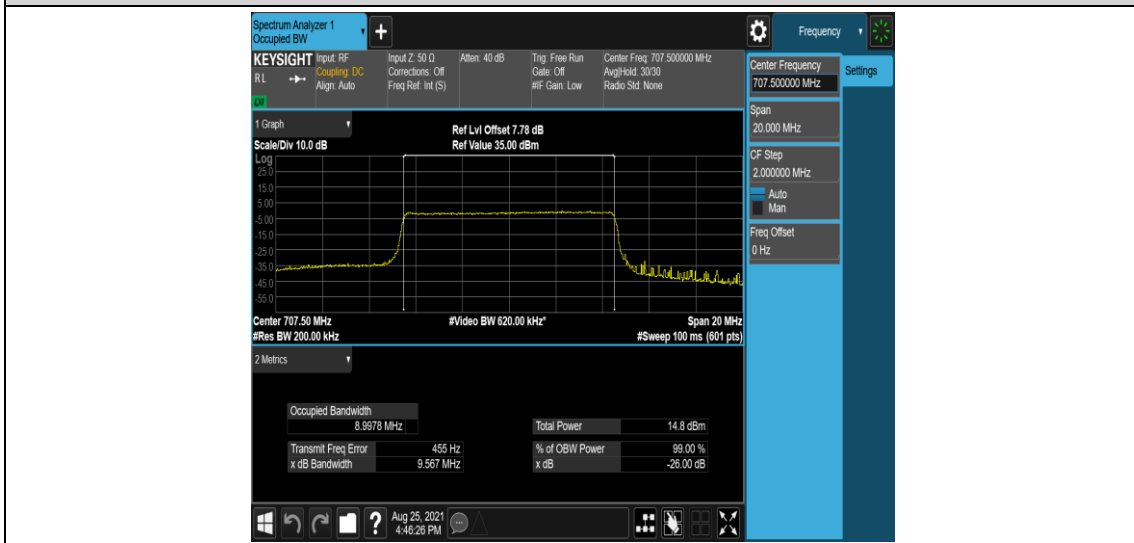 Spectrum Analyzer 1
Occupied BW
+
Frequency
KEYSIGHT
RL
LXI
Input: RF
Coupling: DC
Align: Auto
Input Z: 50 Ω
Corrections: Off
Freq Ref: Int (S)
Atten: 40 dB
Trig: Free Run
Gate: Off
#IF Gain: Low
Center Freq: 707.500000 MHz
Avg|Hold: 30/30
Radio Std: None
Center Frequency
707.500000 MHz
Settings
Span
20.000 MHz
CF Step
2.000000 MHz
Auto
Man
Freq Offset
0 Hz
1 Graph
Ref Lvl Offset 7.78 dB
Scale/Div 10.0 dB
Ref Value 35.00 dBm
Log
25.0
15.0
5.00
-5.00
-15.0
-25.0
-35.0
-45.0
-55.0
Center 707.50 MHz
#Video BW 620.00 kHz*
Span 20 MHz
#Res BW 200.00 kHz
#Sweep 100 ms (601 pts)
2 Metrics
Occupied Bandwidth
8.9978 MHz
Total Power 14.8 dBm
Transmit Freq Error 455 Hz
% of OBW Power 99.00 %
x dB Bandwidth 9.567 MHz
x dB -26.00 dB
?
Aug 25, 2021
4:46:26 PM